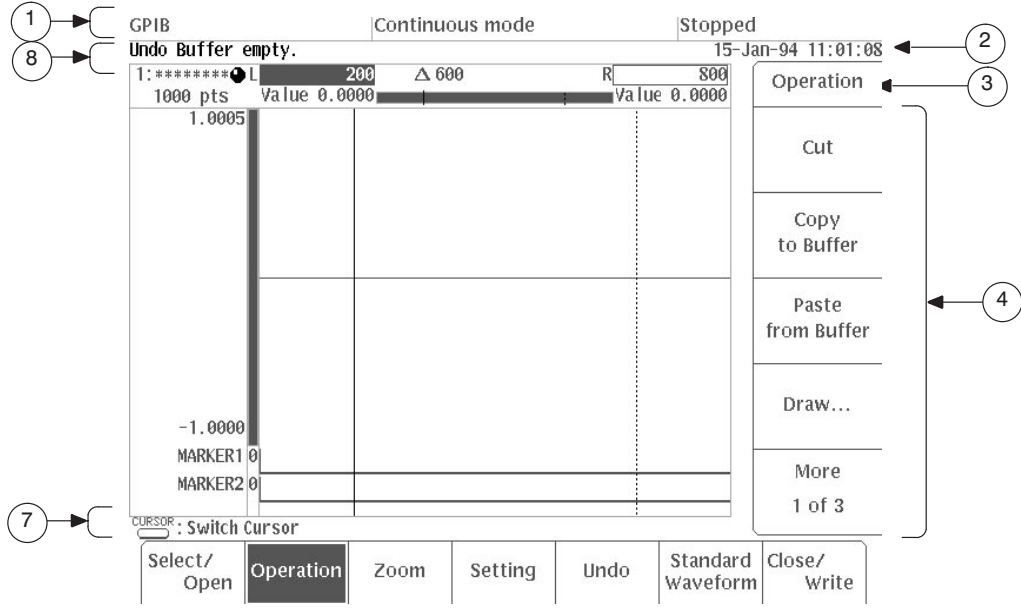 1
GPIB Continuous mode Stopped
8
Undo Buffer empty.
15-Jan-94 11:01:08
2
1:******** L 200 Δ 600 R 800
1000 pts Value 0.0000 Value 0.0000
Operation
3
1.0005
Cut
Copy
to Buffer
Paste
from Buffer
4
Draw...
-1.0000
MARKER1 0
MARKER2 0
More
1 of 3
7
CURSOR : Switch Cursor
Select/
Open
Operation
Zoom
Setting
Undo
Standard
Waveform
Close/
Write